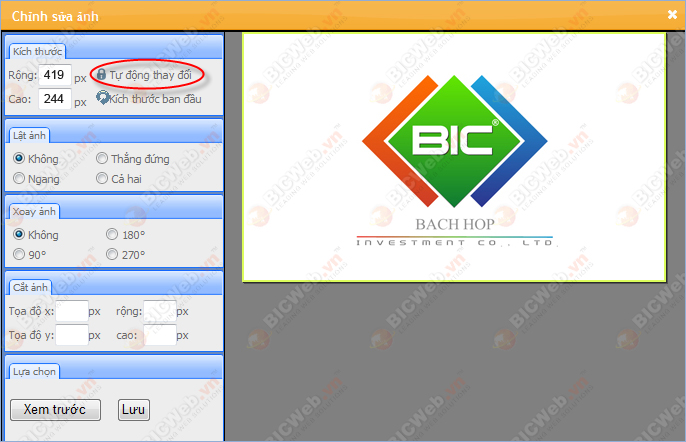 Chỉnh sửa ảnh
Kích thước
Rộng: 419 px Tự động thay đổi
Cao: 244 px Kích thước ban đầu
Lật ảnh
Không Thẳng đứng
Ngang Cả hai
Xoay ảnh
Không 180°
90° 270°
Cắt ảnh
Tọa độ x: px rộng: px
Tọa độ y: px cao: px
Lựa chọn
Xem trước Lưu
BIC®
BACH HOP
INVESTMENT CO., LTD.
BICWeb.vn